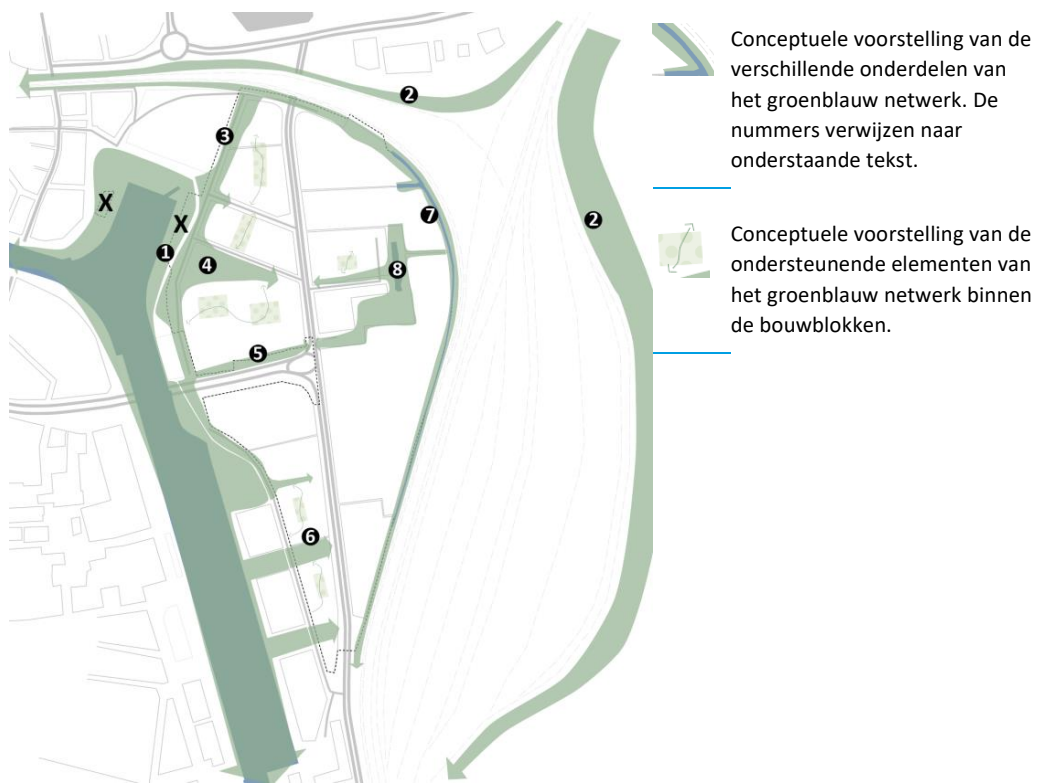 Conceptuele voorstelling van de
verschillende onderdelen van
het groenblauw netwerk. De
nummers verwijzen naar
onderstaande tekst.
Conceptuele voorstelling van de
ondersteunende elementen van
het groenblauw netwerk binnen
de bouwblokken.
2
3
X
X
1
4
7
2
8
5
6